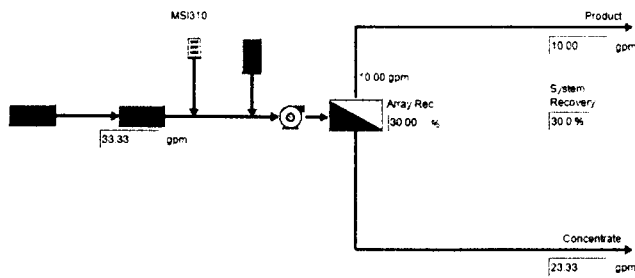 MSI310
Product
10.00 gpm
10.00 gpm
Array Rec
30.00 %
System
Recovery
30.0 %
33.33 gpm
Concentrate
23.33 gpm